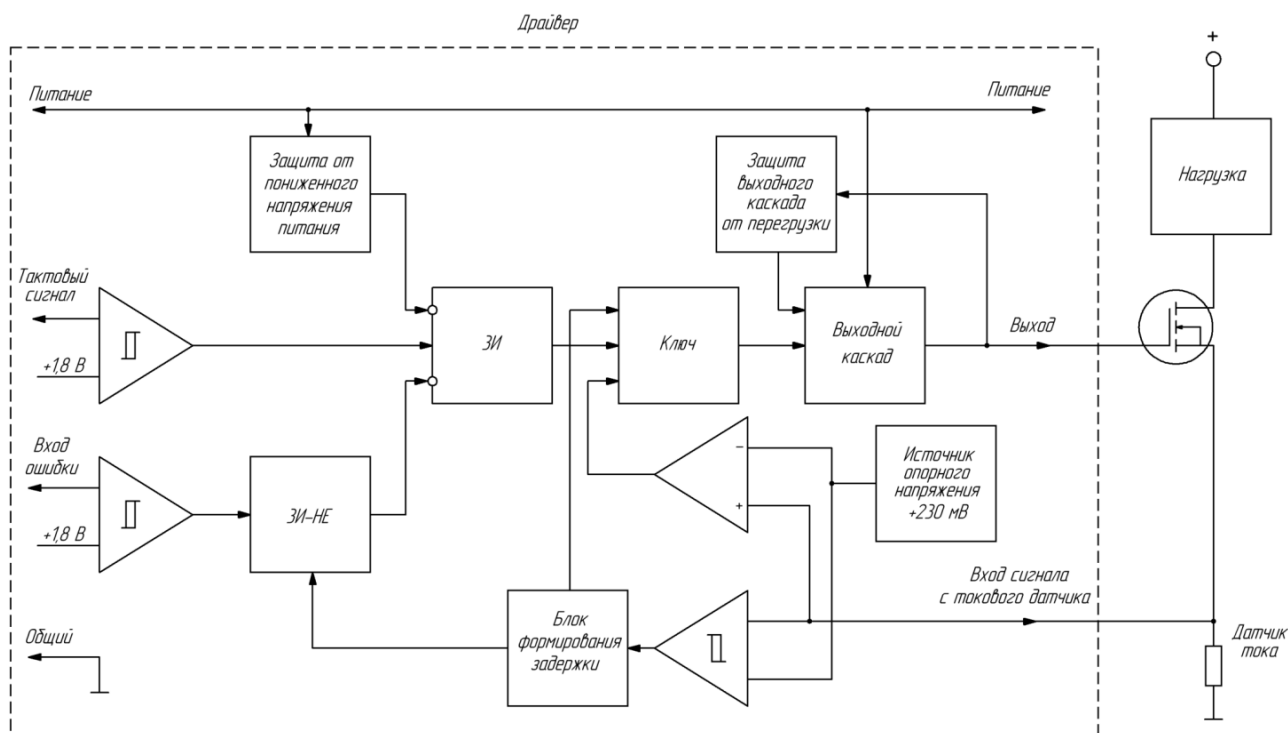 Драйвер
+
Питание
Питание
Защита от
пониженного
напряжения
питания
Защита
выходного
каскада
от перегрузки
Нагрузка
Тактовый
сигнал
+1,8 В
3И
Ключ
Выходной
каскад
Выход
Вход
ошибки
+1,8 В
3И-НЕ
–
+
Источник
опорного
напряжения
+230 мВ
Вход сигнала
с токового датчика
Блок
формирования
задержки
Общий
Датчик
тока